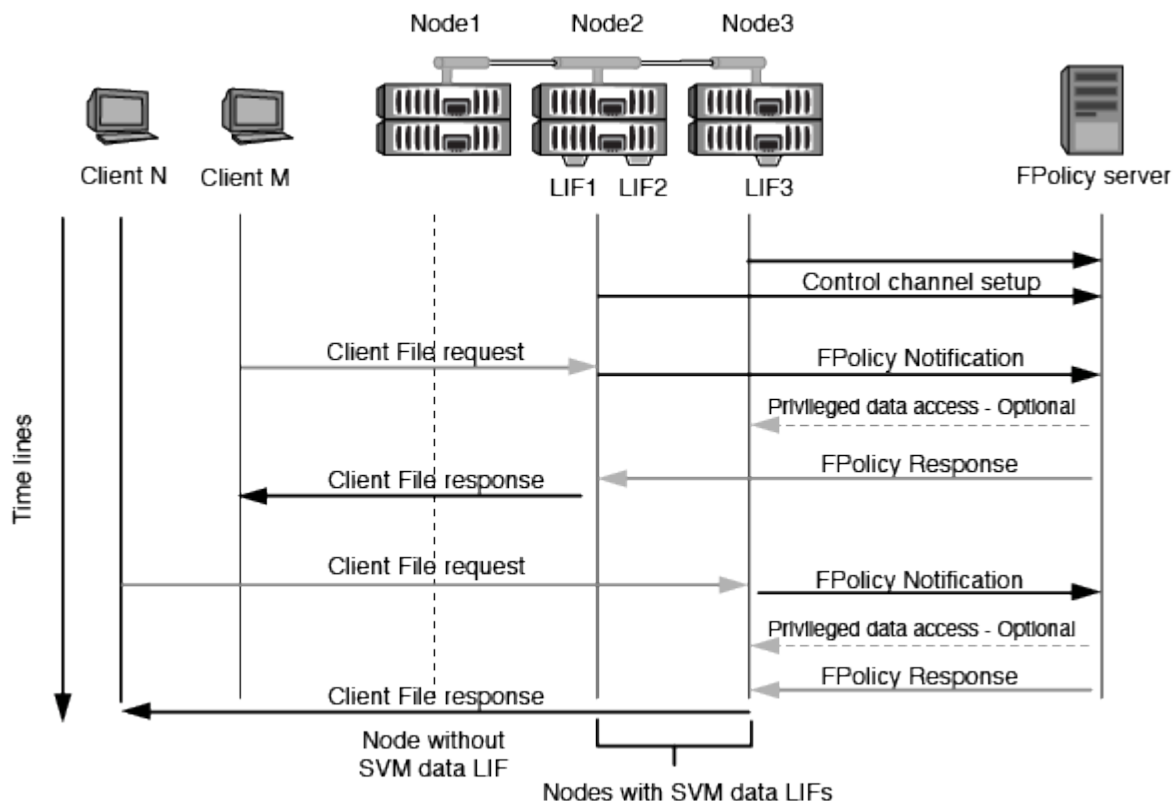 Node1
Node2
Node3
Client N
Client M
LIF1
LIF2
LIF3
FPolicy server
Control channel setup
Client File request
FPolicy Notification
Privileged data access - Optional
FPolicy Response
Client File response
Time lines
Client File request
FPolicy Notification
Privileged data access - Optional
FPolicy Response
Client File response
Node without
SVM data LIF
Nodes with SVM data LIFs